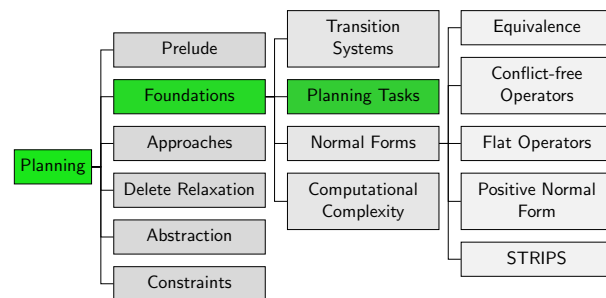 Planning
Prelude
Foundations
Approaches
Delete Relaxation
Abstraction
Constraints
Transition
Systems
Planning Tasks
Normal Forms
Computational
Complexity
Equivalence
Conflict-free
Operators
Flat Operators
Positive Normal
Form
STRIPS